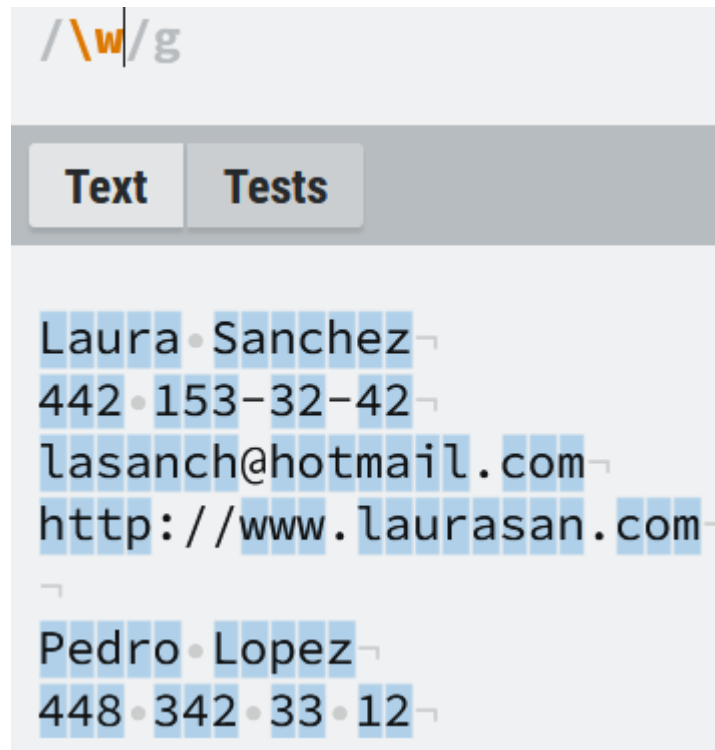 /\w/g
Text Tests
Laura Sanchez
442 153-32-42
lasanch@hotmail.com
http://www.laurasan.com
Pedro Lopez
448 342 33 12